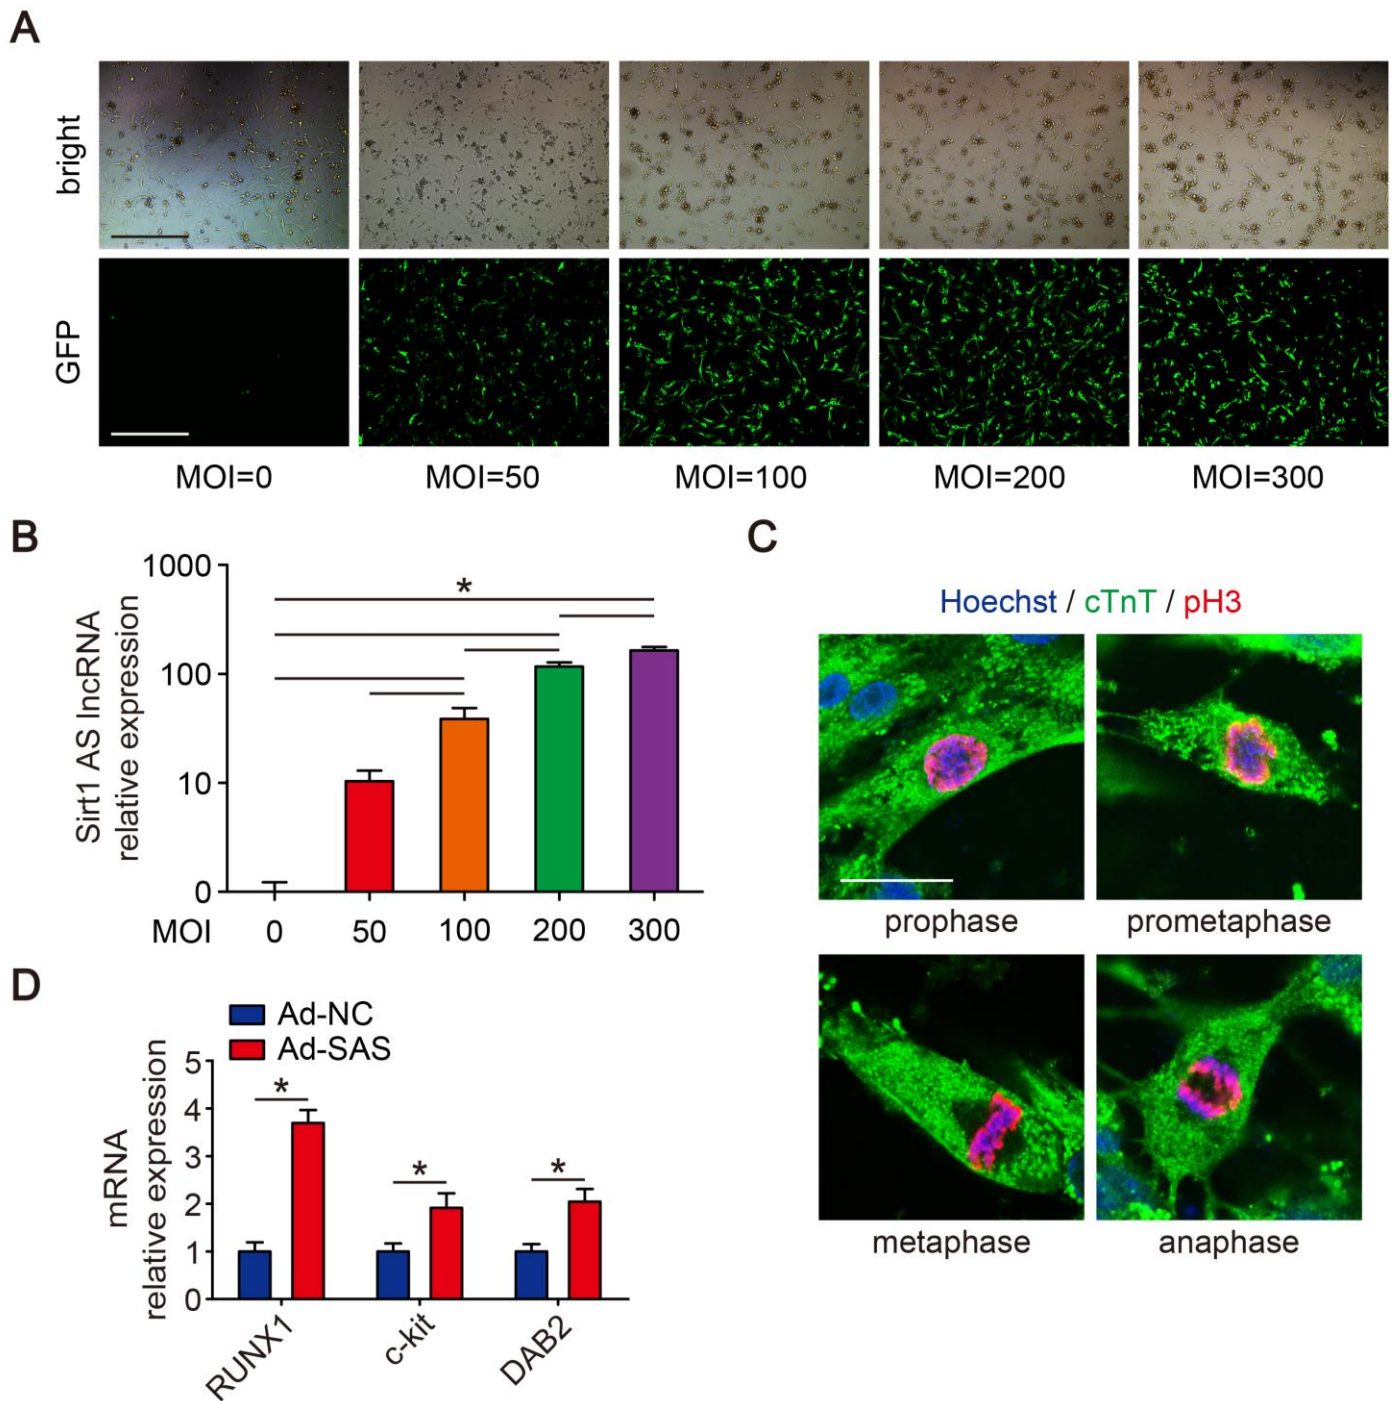 A
bright
GFP
MOI=0 MOI=50 MOI=100 MOI=200 MOI=300
B
Sirt1 AS lncRNA
relative expression
1000
100
10
0
*
MOI 0 50 100 200 300
C
Hoechst / cTnT / pH3
prophase prometaphase
metaphase anaphase
D
Ad-NC
Ad-SAS
mRNA
relative expression
5
4
3
2
1
0
* * *
RUNX1 c-kit DAB2